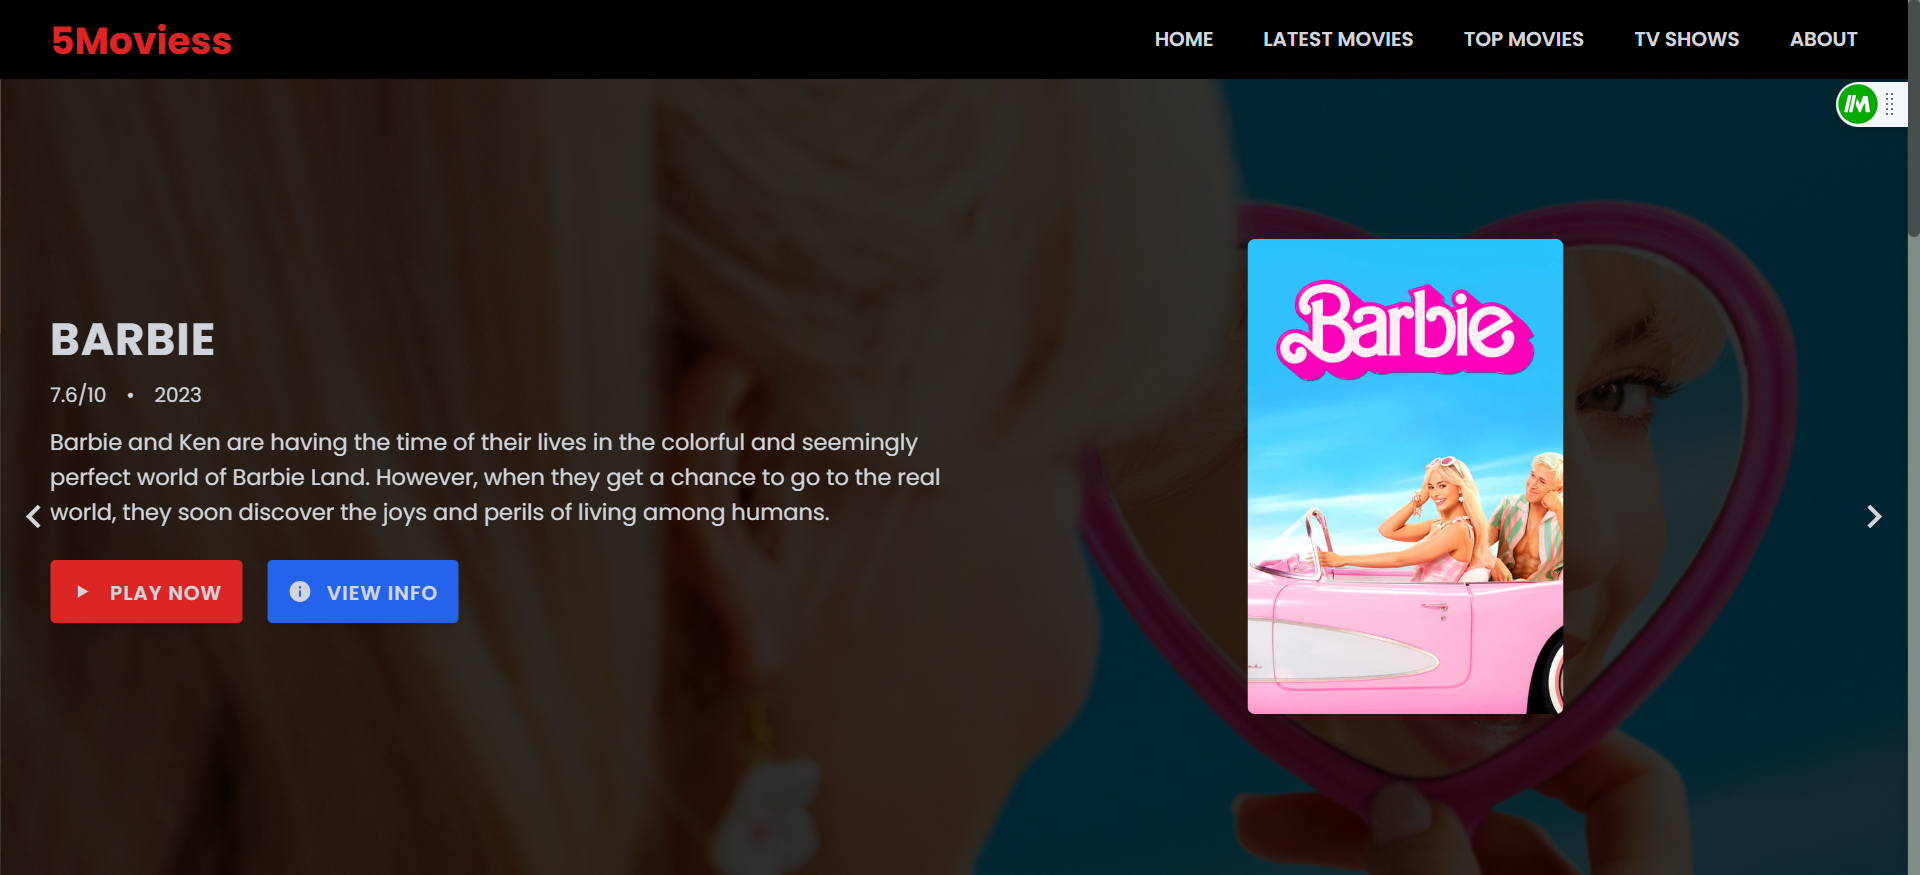 5Moviess
HOME LATEST MOVIES TOP MOVIES TV SHOWS ABOUT
BARBIE
7.6/10 • 2023
Barbie and Ken are having the time of their lives in the colorful and seemingly
perfect world of Barbie Land. However, when they get a chance to go to the real
world, they soon discover the joys and perils of living among humans.
PLAY NOW
VIEW INFO
Barbie